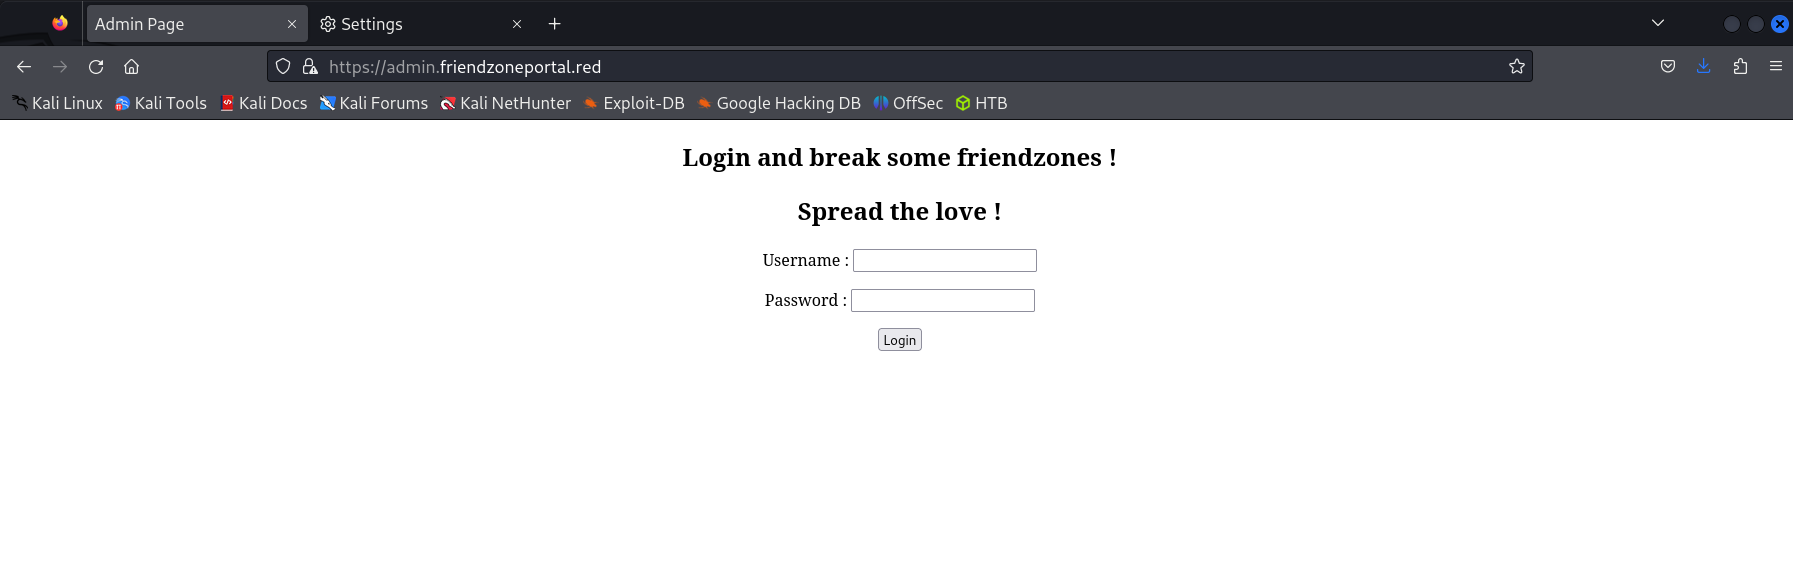 Admin Page
Settings
https://admin.friendzoneportal.red
Kali Linux Kali Tools Kali Docs Kali Forums Kali NetHunter Exploit-DB Google Hacking DB OffSec HTB
Login and break some friendzones !
Spread the love !
Username :
Password :
Login